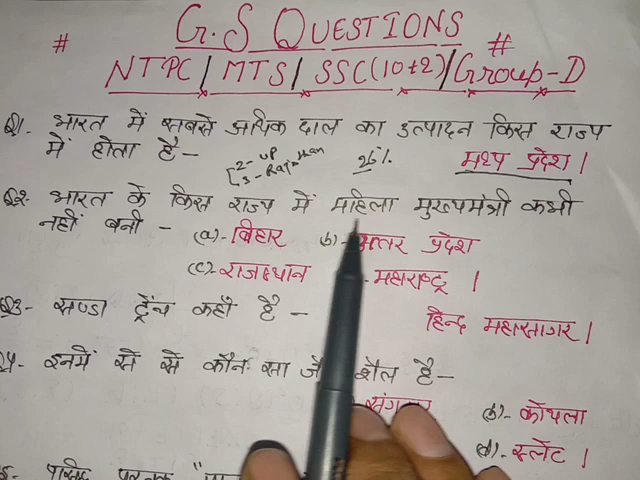 # G.S QUESTIONS #
NTPC / MTS / SSC(10+2) / Group-D
Q1- भारत में सबसे अधिक दाल का उत्पादन किस राज्य
में होता है-
2- UP
3- Rajasthan
26%
मध्य प्रदेश।
Q2- भारत के किस राज्य में महिला मुख्यमंत्री कभी
नहीं बनी - (a)- बिहार (b)- उत्तर प्रदेश
(c)- राजस्थान - महाराष्ट्र।
Q3- सुण्डा ट्रेंच कहाँ है - हिन्द महासागर।
इनमें से से कौन सा शैल है-
(b)- कोयला
(d)- स्लेट।